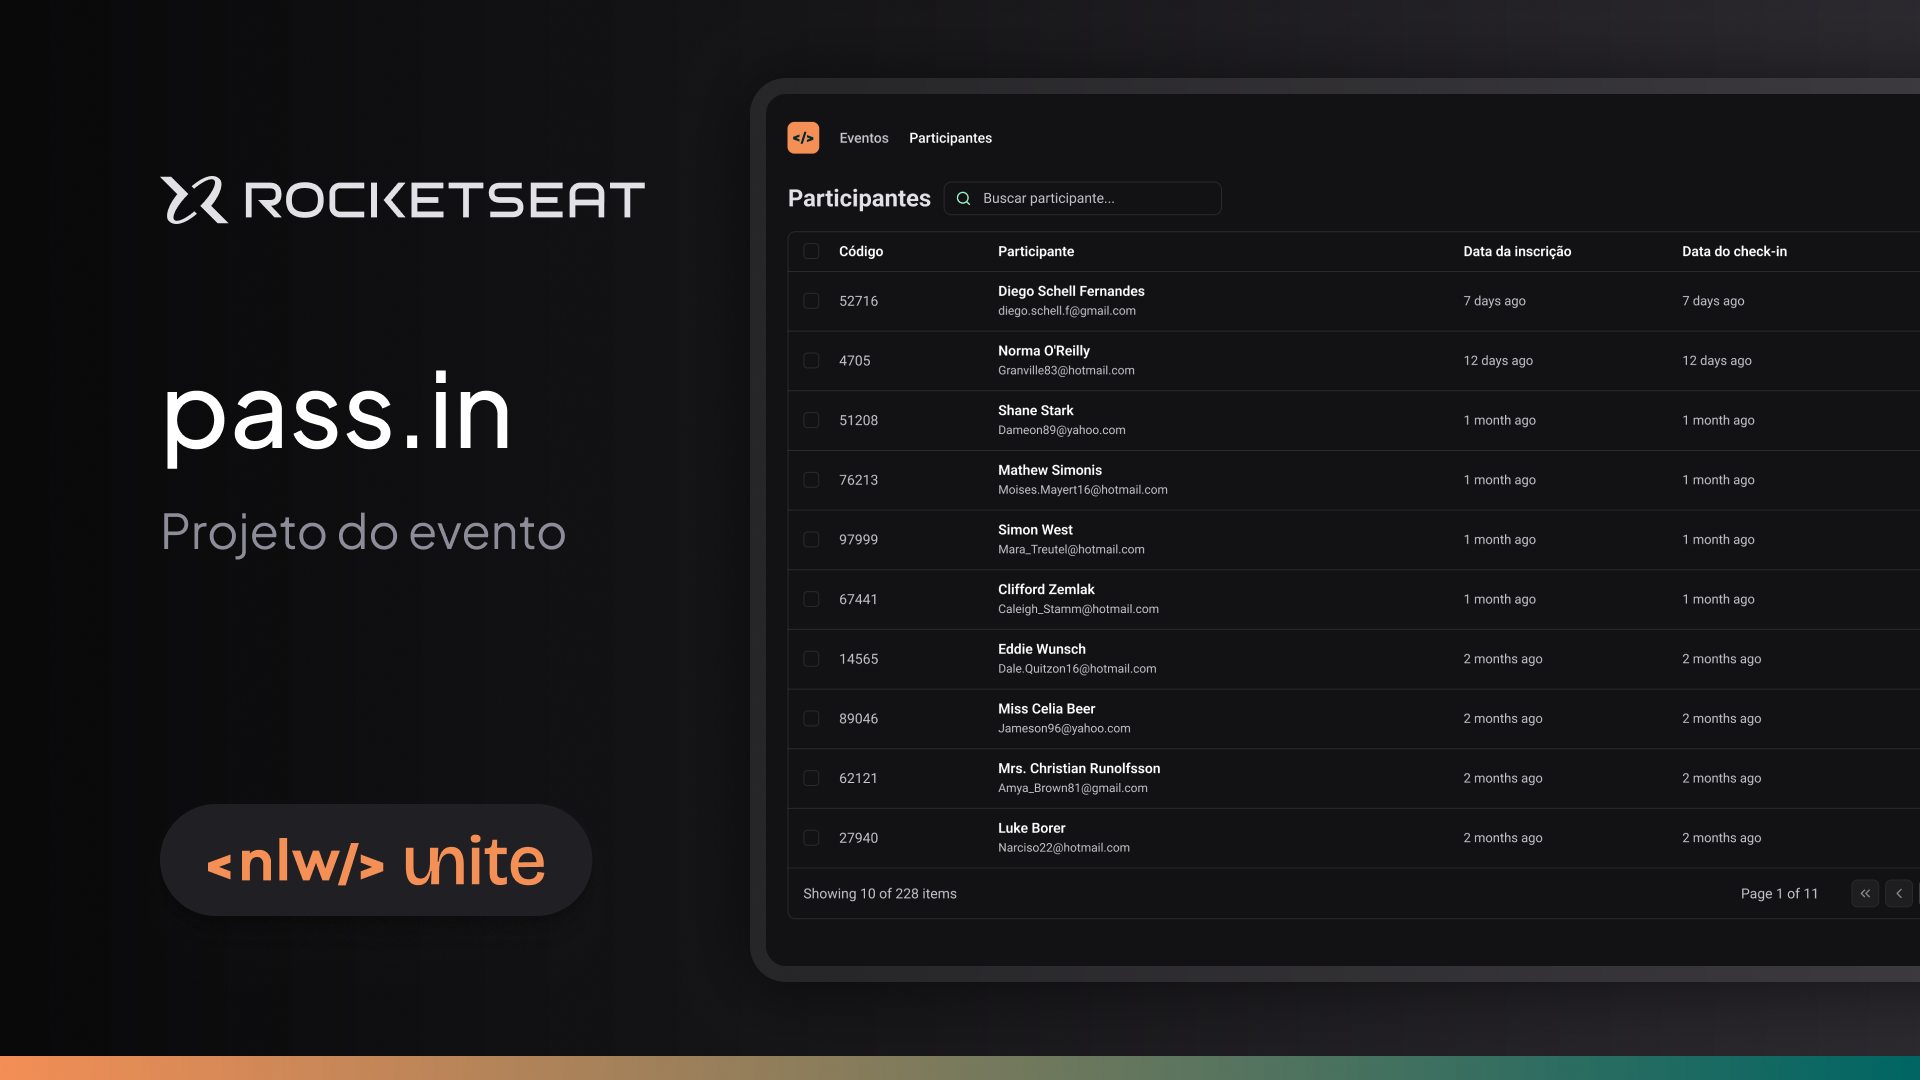 ROCKETSEAT
pass.in
Projeto do evento
<nlw/> unite
</> Eventos Participantes
Participantes Buscar participante...
Código Participante Data da inscrição Data do check-in
52716 Diego Schell Fernandes 7 days ago 7 days ago
diego.schell.f@gmail.com
4705 Norma O'Reilly 12 days ago 12 days ago
Granville83@hotmail.com
51208 Shane Stark 1 month ago 1 month ago
Dameon89@yahoo.com
76213 Mathew Simonis 1 month ago 1 month ago
Moises.Mayert16@hotmail.com
97999 Simon West 1 month ago 1 month ago
Mara_Treutel@hotmail.com
67441 Clifford Zemlak 1 month ago 1 month ago
Caleigh_Stamm@hotmail.com
14565 Eddie Wunsch 2 months ago 2 months ago
Dale.Quitzon16@hotmail.com
89046 Miss Celia Beer 2 months ago 2 months ago
Jameson96@yahoo.com
62121 Mrs. Christian Runolfsson 2 months ago 2 months ago
Amya_Brown81@gmail.com
27940 Luke Borer 2 months ago 2 months ago
Narciso22@hotmail.com
Showing 10 of 228 items Page 1 of 11